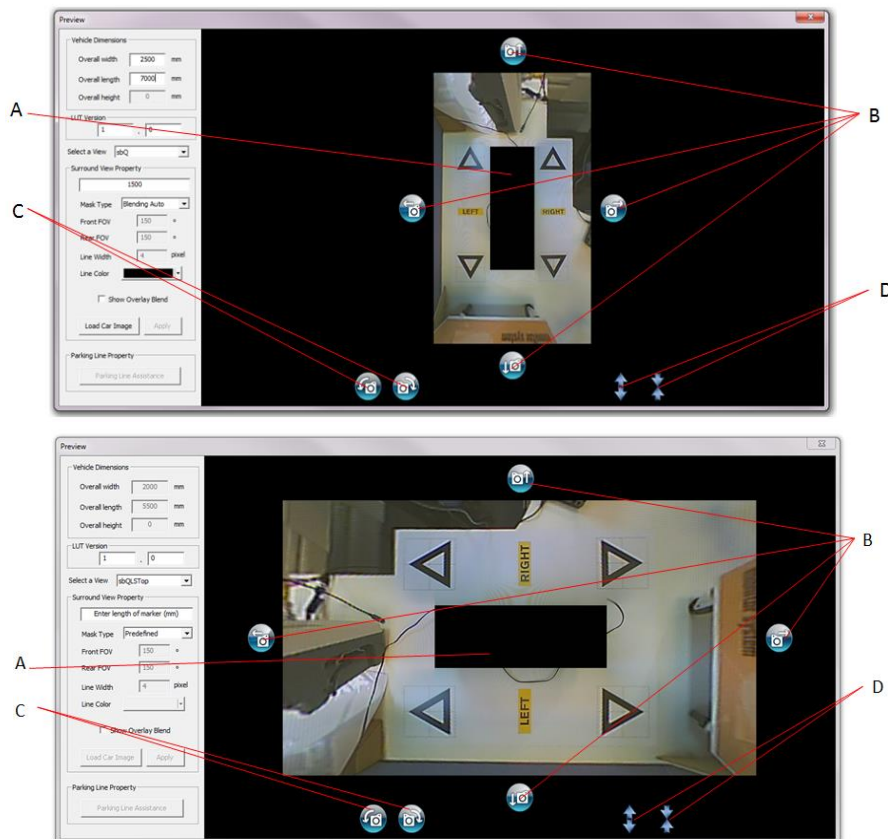 Preview
Vehicle Dimensions
Overall width 2500 mm
Overall length 7000 mm
Overall height 0 mm
LUT Version
1 . 0
Select a View sbQ
Surround View Property
1500
Mask Type Blending Auto
Front FOV 150 °
Rear FOV 150 °
Line Width 4 pixel
Line Color
Show Overlay Blend
Load Car Image Apply
Parking Line Property
Parking Line Assistance
A
B
C
D
LEFT RIGHT
Preview
Vehicle Dimensions
Overall width 2000 mm
Overall length 5500 mm
Overall height 0 mm
LUT Version
1 . 0
Select a View sbQLSTop
Surround View Property
Enter length of marker (mm)
Mask Type Predefined
Front FOV 150 °
Rear FOV 150 °
Line Width 4 pixel
Line Color
Show Overlay Blend
Load Car Image Apply
Parking Line Property
Parking Line Assistance
A
B
C
D
RIGHT
LEFT